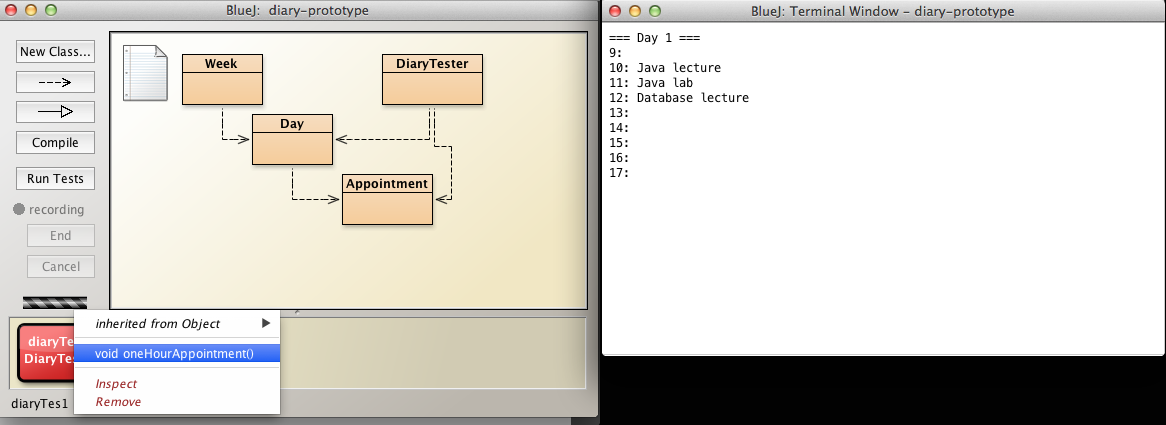 BlueJ: diary-prototype
New Class...
Compile
Run Tests
recording
End
Cancel
Week
DiaryTester
Day
Appointment
diaryTe
DiaryTes
diaryTes1
inherited from Object
void oneHourAppointment()
Inspect
Remove
BlueJ: Terminal Window - diary-prototype
=== Day 1 ===
9:
10: Java lecture
11: Java lab
12: Database lecture
13:
14:
15:
16:
17: